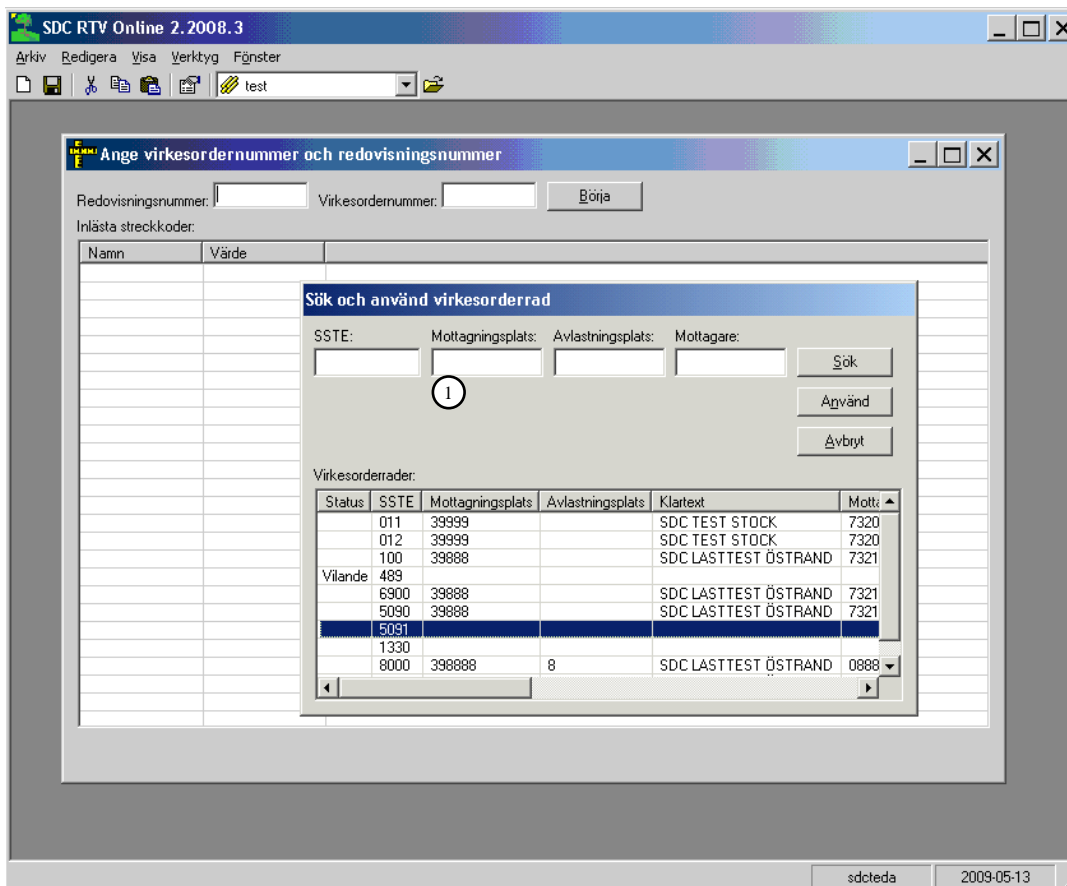 SDC RTV Online 2.2008.3
Arkiv Redigera Visa Verktyg Fönster
test
Ange virkesordernummer och redovisningsnummer
Redovisningsnummer: Virkesordernummer: Börja
Inlästa streckkoder:
Namn Värde
Sök och använd virkesorderrad
SSTE: Mottagningsplats: Avlastningsplats: Mottagare:
Sök
1
Använd
Avbryt
Virkesorderrader:
Status SSTE Mottagningsplats Avlastningsplats Klartext Motta
011 39999 SDC TEST STOCK 7320
012 39999 SDC TEST STOCK 7320
100 39888 SDC LASTTEST ÖSTRAND 7321
Vilande 489
6900 39888 SDC LASTTEST ÖSTRAND 7321
5090 39888 SDC LASTTEST ÖSTRAND 7321
5091
1330
8000 398888 8 SDC LASTTEST ÖSTRAND 0888
sdcteda 2009-05-13